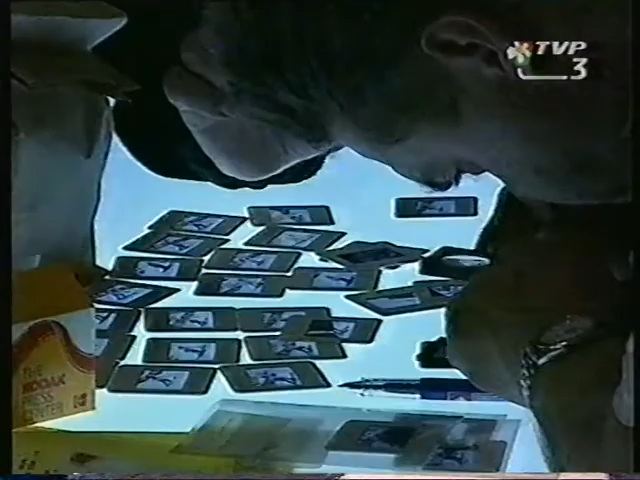 TVP
3
THE
KODAK
PRESS
CENTER